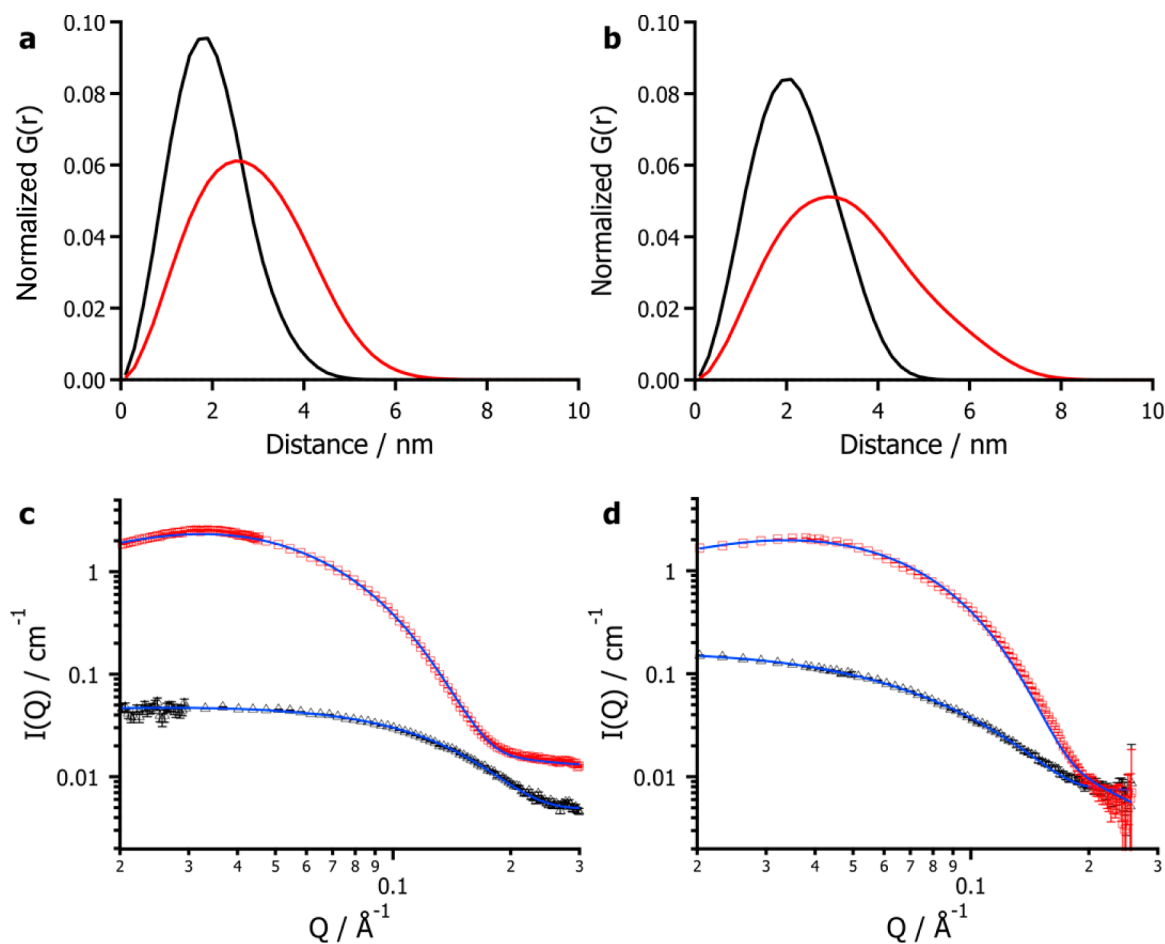 a
0.10
0.08
0.06
0.04
0.02
0.00
Normalized G(r)
0 2 4 6 8 10
Distance / nm
b
0.10
0.08
0.06
0.04
0.02
0.00
Normalized G(r)
0 2 4 6 8 10
Distance / nm
c
1
0.1
0.01
I(Q) / cm⁻¹
2 3 4 5 6 7 8 9 2 3
0.1
Q / Å⁻¹
d
1
0.1
0.01
I(Q) / cm⁻¹
2 3 4 5 6 7 8 9 2 3
0.1
Q / Å⁻¹